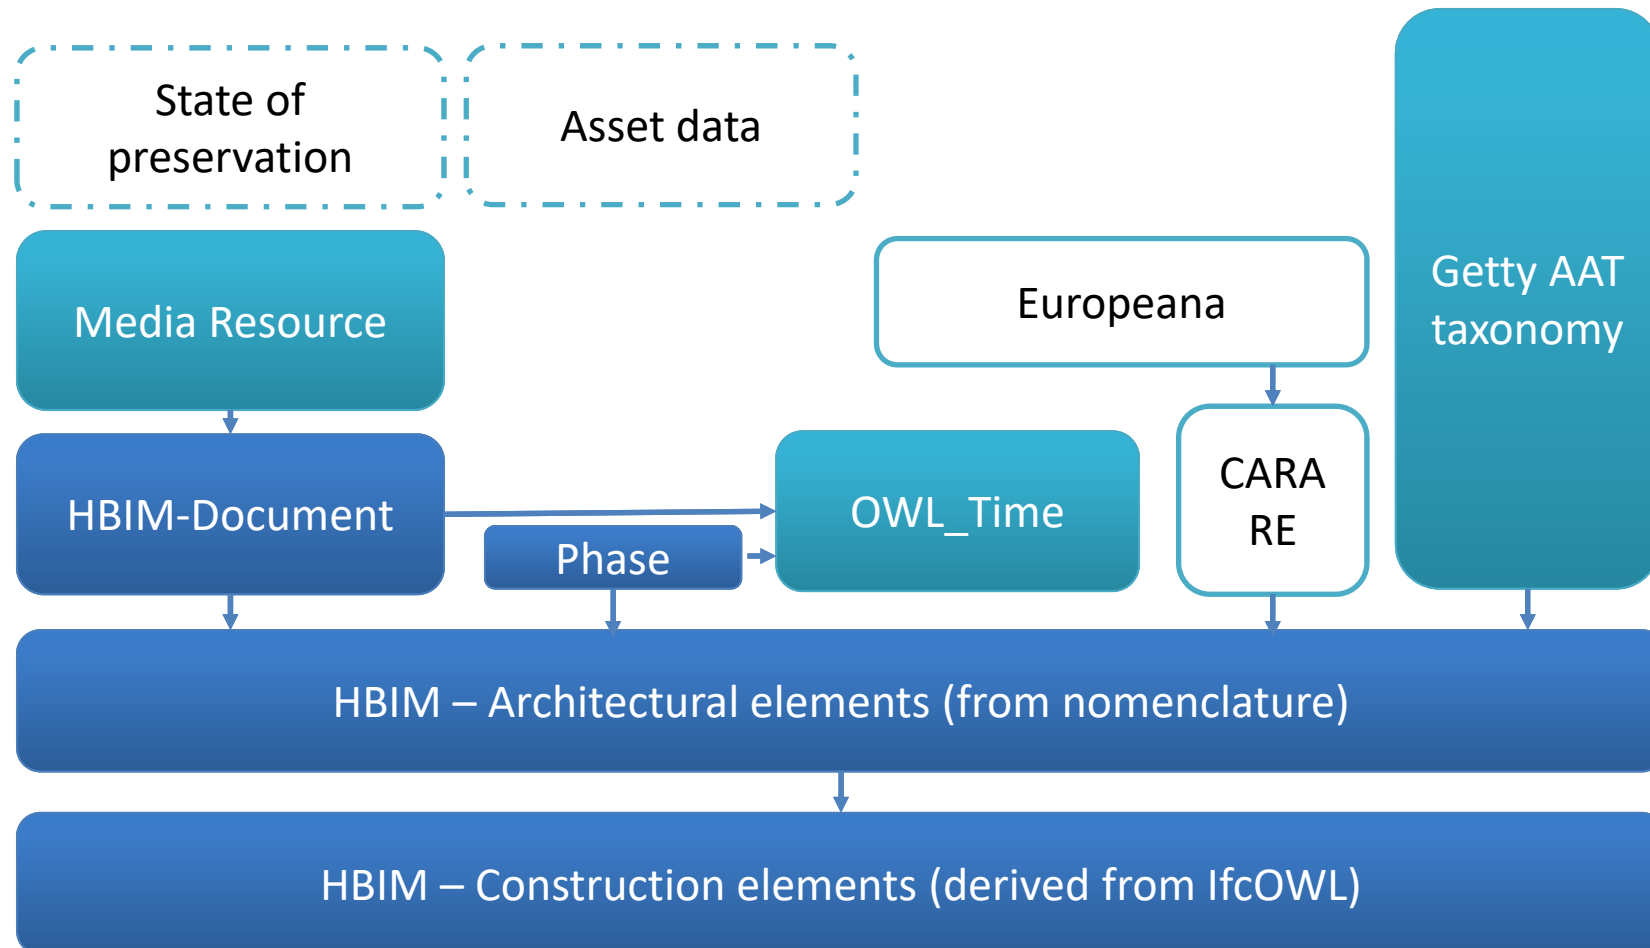 State of
preservation
Asset data
Media Resource
Europeana
Getty AAT
taxonomy
HBIM-Document
Phase
OWL_Time
CARA
RE
HBIM – Architectural elements (from nomenclature)
HBIM – Construction elements (derived from IfcOWL)